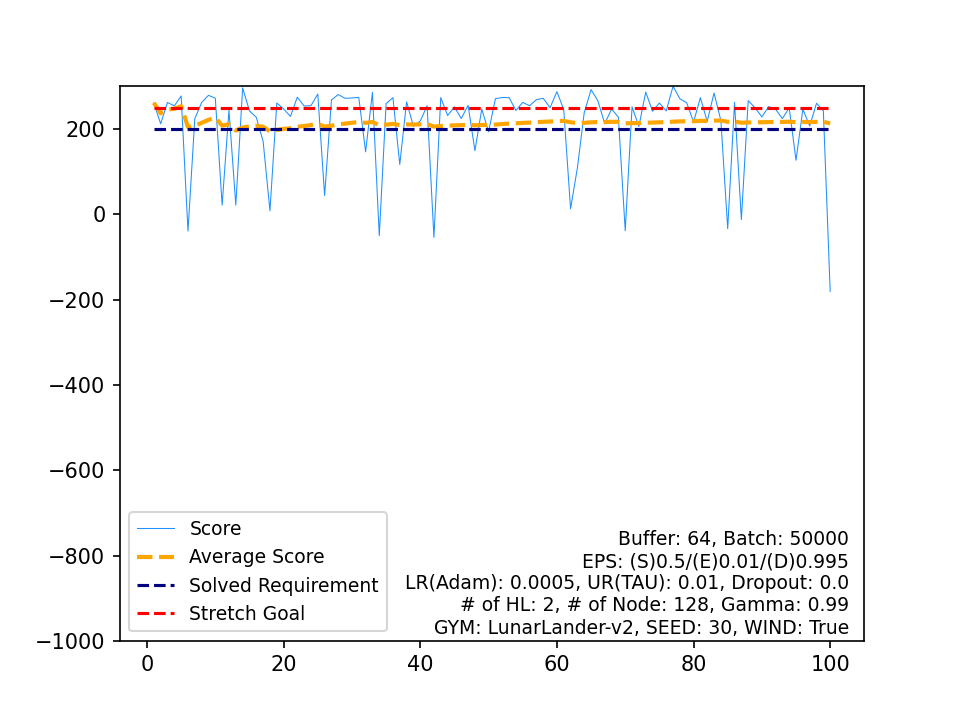 200
0
−200
−400
−600
−800
−1000
0
20
40
60
80
100
Score
Average Score
Solved Requirement
Stretch Goal
Buffer: 64, Batch: 50000
EPS: (S)0.5/(E)0.01/(D)0.995
LR(Adam): 0.0005, UR(TAU): 0.01, Dropout: 0.0
# of HL: 2, # of Node: 128, Gamma: 0.99
GYM: LunarLander-v2, SEED: 30, WIND: True